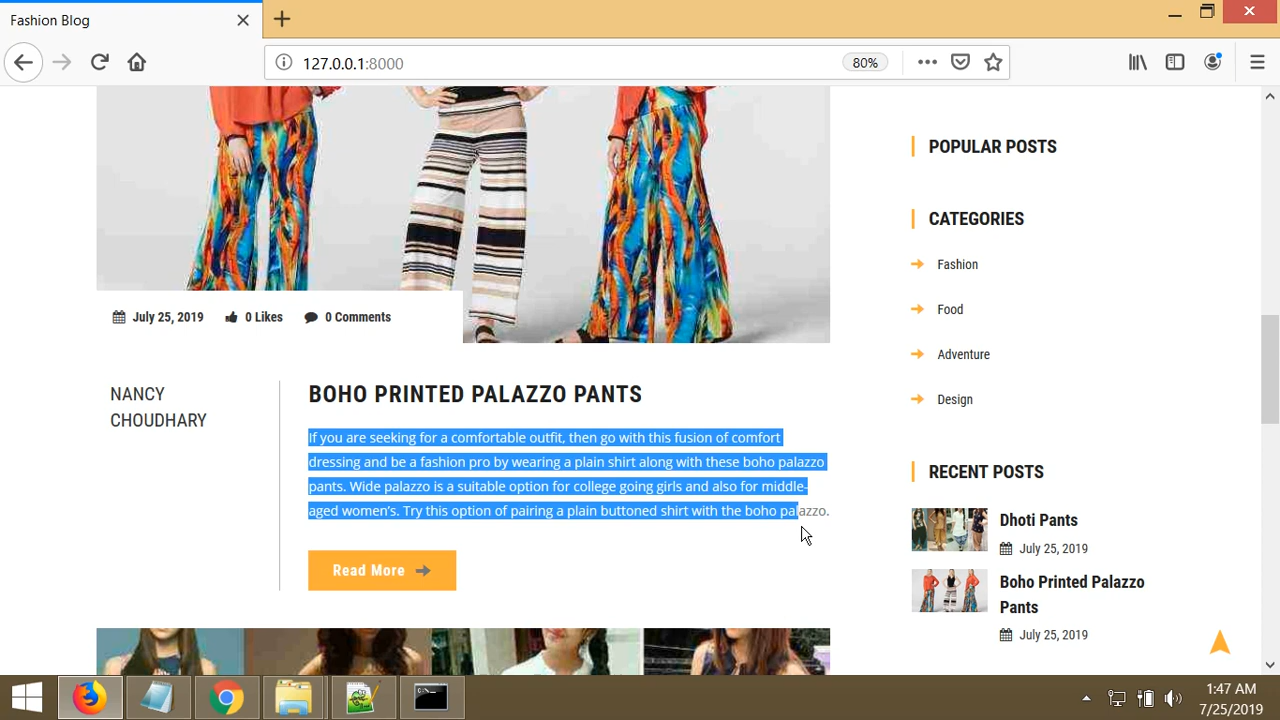 Fashion Blog
127.0.0.1:8000
80%
July 25, 2019 0 Likes 0 Comments
NANCY
CHOUDHARY
BOHO PRINTED PALAZZO PANTS
If you are seeking for a comfortable outfit, then go with this fusion of comfort
dressing and be a fashion pro by wearing a plain shirt along with these boho palazzo
pants. Wide palazzo is a suitable option for college going girls and also for middle-
aged women's. Try this option of pairing a plain buttoned shirt with the boho palazzo.
Read More
POPULAR POSTS
CATEGORIES
Fashion
Food
Adventure
Design
RECENT POSTS
Dhoti Pants
July 25, 2019
Boho Printed Palazzo
Pants
July 25, 2019
1:47 AM
7/25/2019